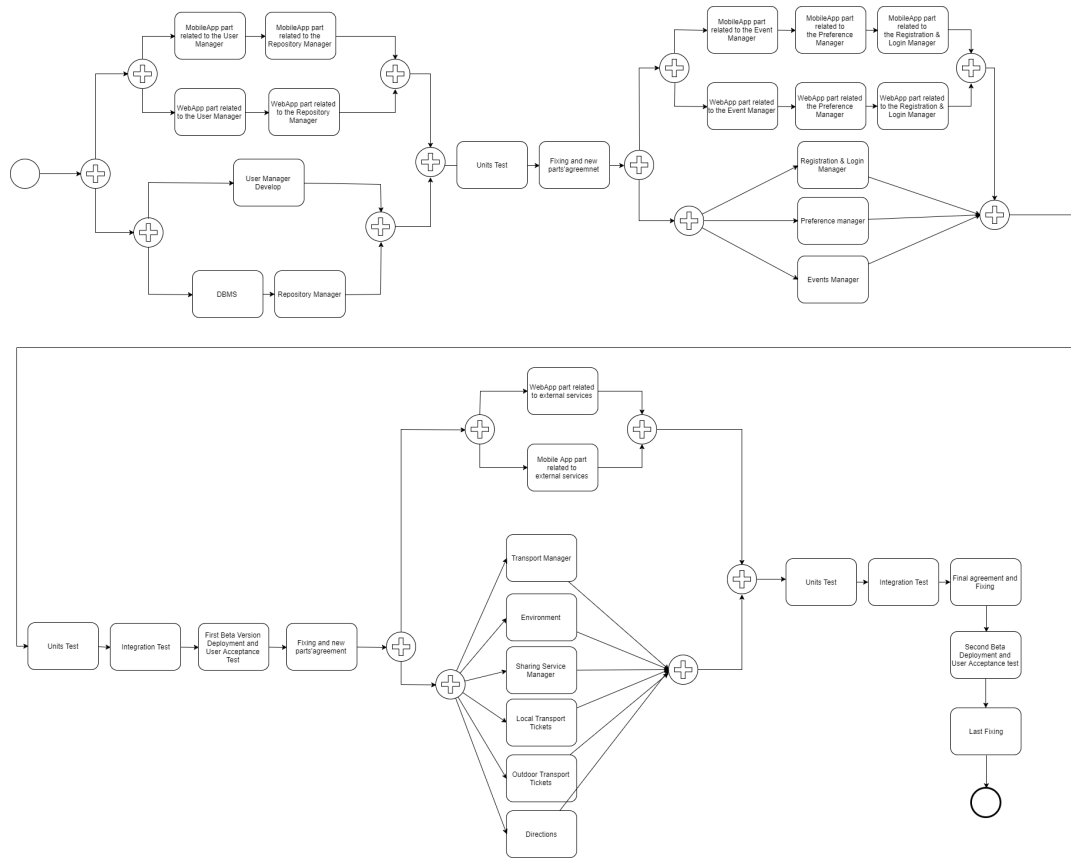 MobileApp part
related to the User
Manager
MobileApp part
related to the
Repository Manager
WebApp part related
to the User Manager
WebApp part related
to the Repository
Manager
User Manager
Develop
DBMS
Repository Manager
Units Test
Fixing and new
parts'agreemnet
MobileApp part
related to the Event
Manager
MobileApp part
related to
the Preference
Manager
MobileApp part
related to
the Registration &
Login Manager
WebApp part related
to the Event Manager
WebApp part related
the Preference
Manager
WebApp part related
to the Registration &
Login Manager
Registration & Login
Manager
Preference manager
Events Manager
WebApp part related
to external services
Mobile App part
related to
external services
Units Test
Integration Test
First Beta Version
Deployment and
User Acceptance
Test
Fixing and new
parts'agreement
Transport Manager
Environment
Sharing Service
Manager
Local Transport
Tickets
Outdoor Transport
Tickets
Directions
Units Test
Integration Test
Final agreement and
Fixing
Second Beta
Deployment and
User Acceptance test
Last Fixing